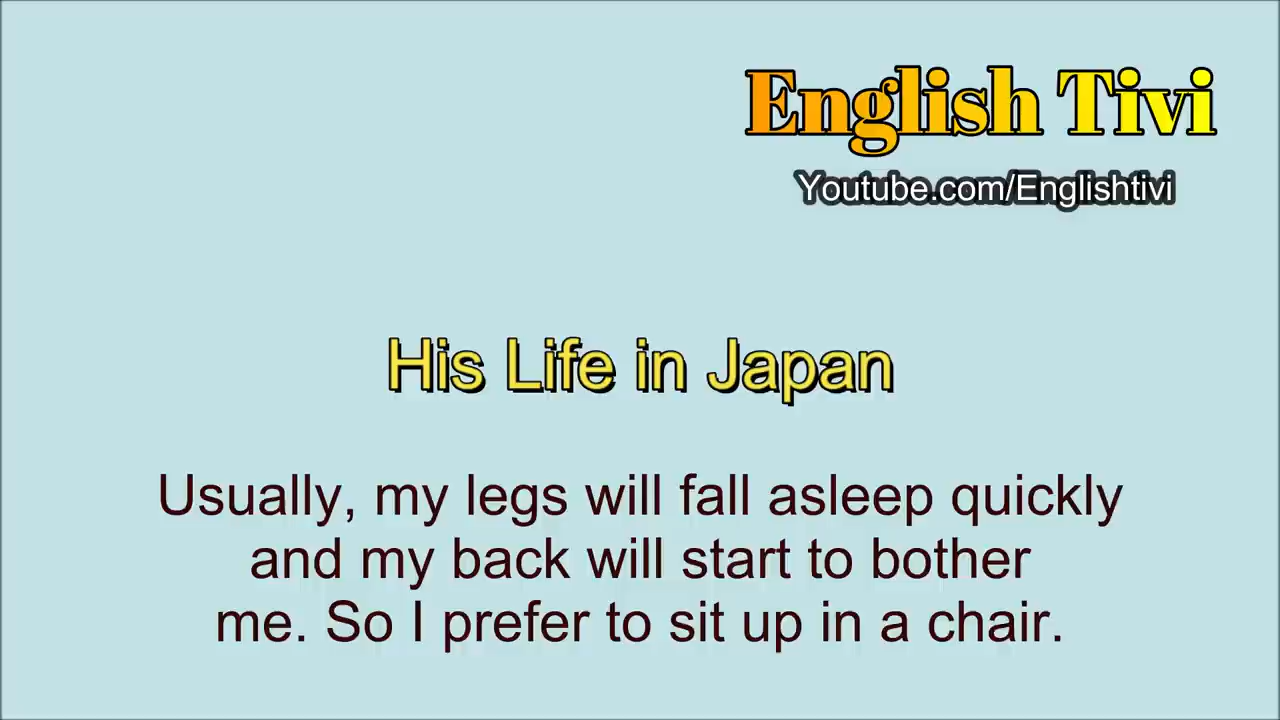 English Tivi
Youtube.com/Englishtivi
His Life in Japan
Usually, my legs will fall asleep quickly
and my back will start to bother
me. So I prefer to sit up in a chair.